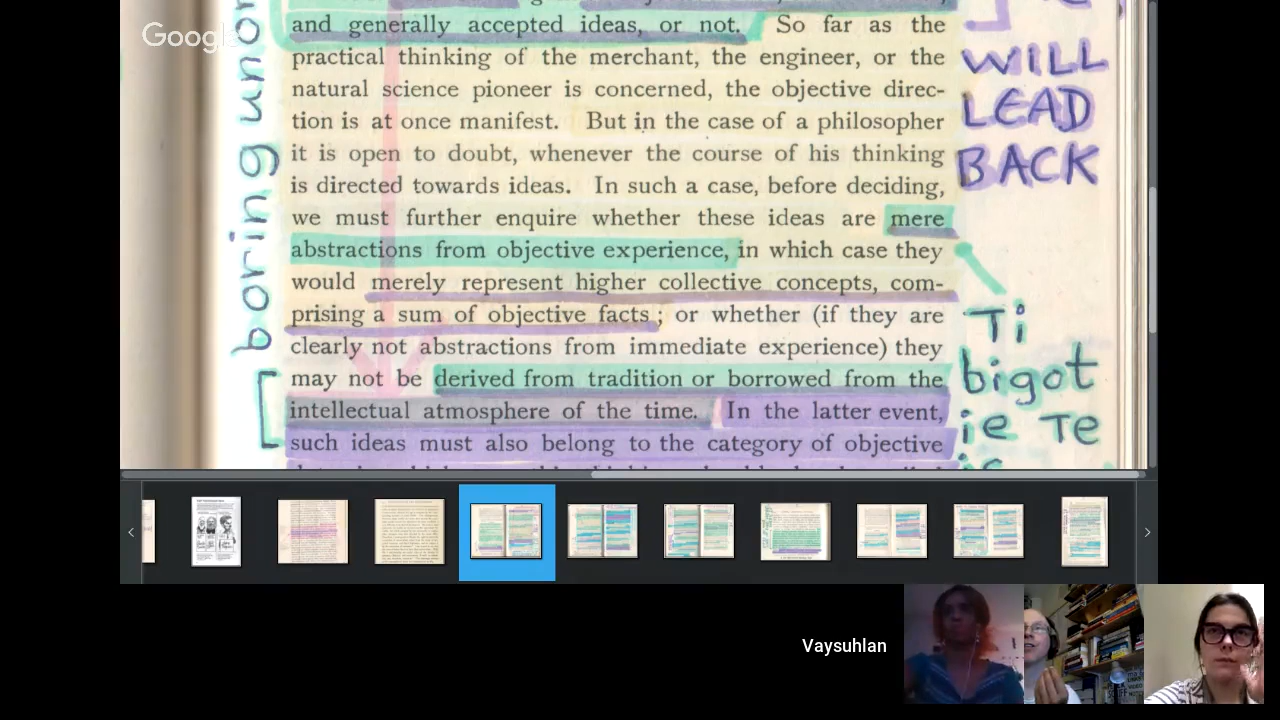 Google
boring
and generally accepted ideas, or not. So far as the
practical thinking of the merchant, the engineer, or the
natural science pioneer is concerned, the objective direc-
tion is at once manifest. But in the case of a philosopher
it is open to doubt, whenever the course of his thinking
is directed towards ideas. In such a case, before deciding,
we must further enquire whether these ideas are mere
abstractions from objective experience, in which case they
would merely represent higher collective concepts, com-
prising a sum of objective facts; or whether (if they are
clearly not abstractions from immediate experience) they
may not be derived from tradition or borrowed from the
intellectual atmosphere of the time. In the latter event,
such ideas must also belong to the category of objective
WILL
LEAD
BACK
Ti
bigot
ie Te
Vaysuhlan